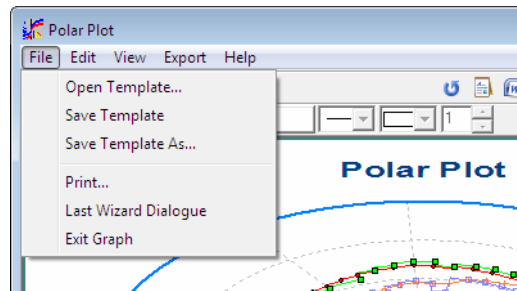 Polar Plot
File Edit View Export Help
Open Template...
Save Template
Save Template As...
1
Print...
Polar Plot
Last Wizard Dialogue
Exit Graph